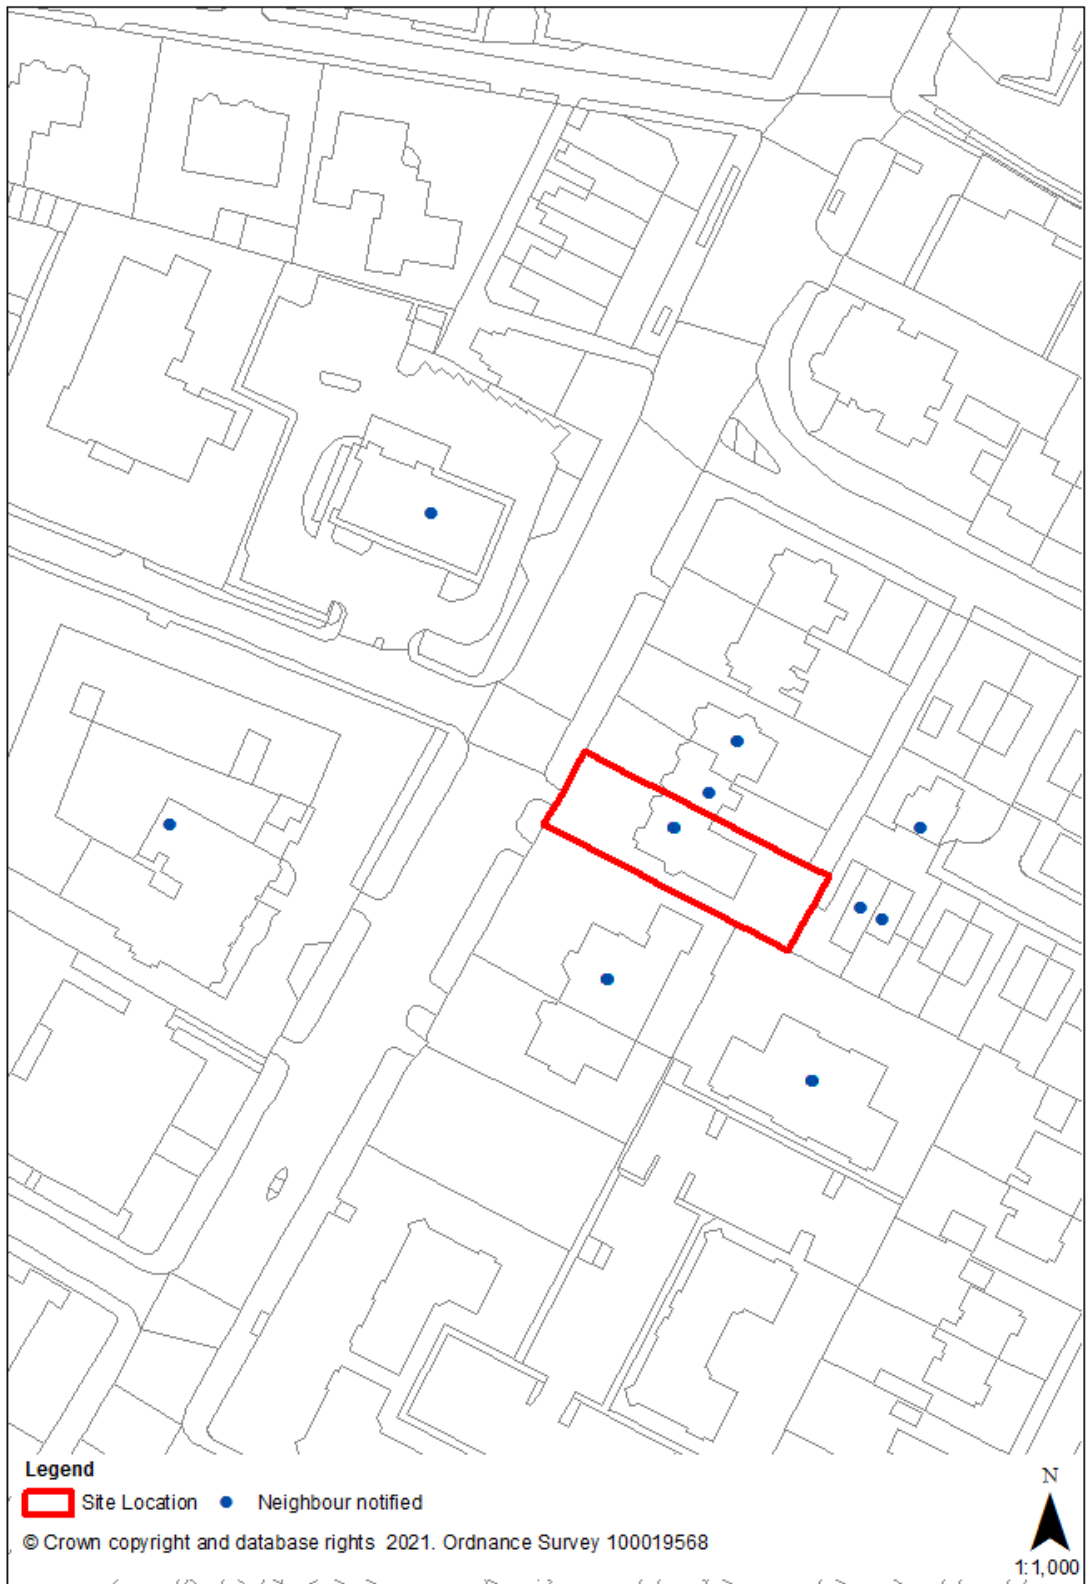 Legend
Site Location
Neighbour notified
© Crown copyright and database rights 2021. Ordnance Survey 100019568
N
1:1,000